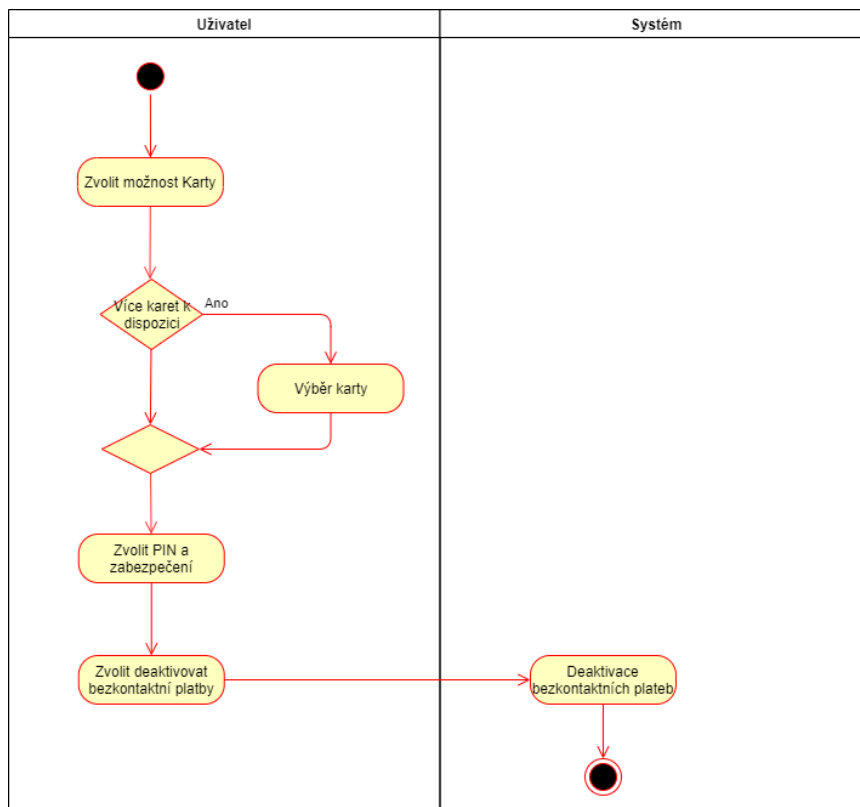 Uživatel
Systém
Zvolit možnost Karty
Více karet k
dispozici
Ano
Výběr karty
Zvolit PIN a
zabezpečení
Zvolit deaktivovat
bezkontaktní platby
Deaktivace
bezkontaktních plateb